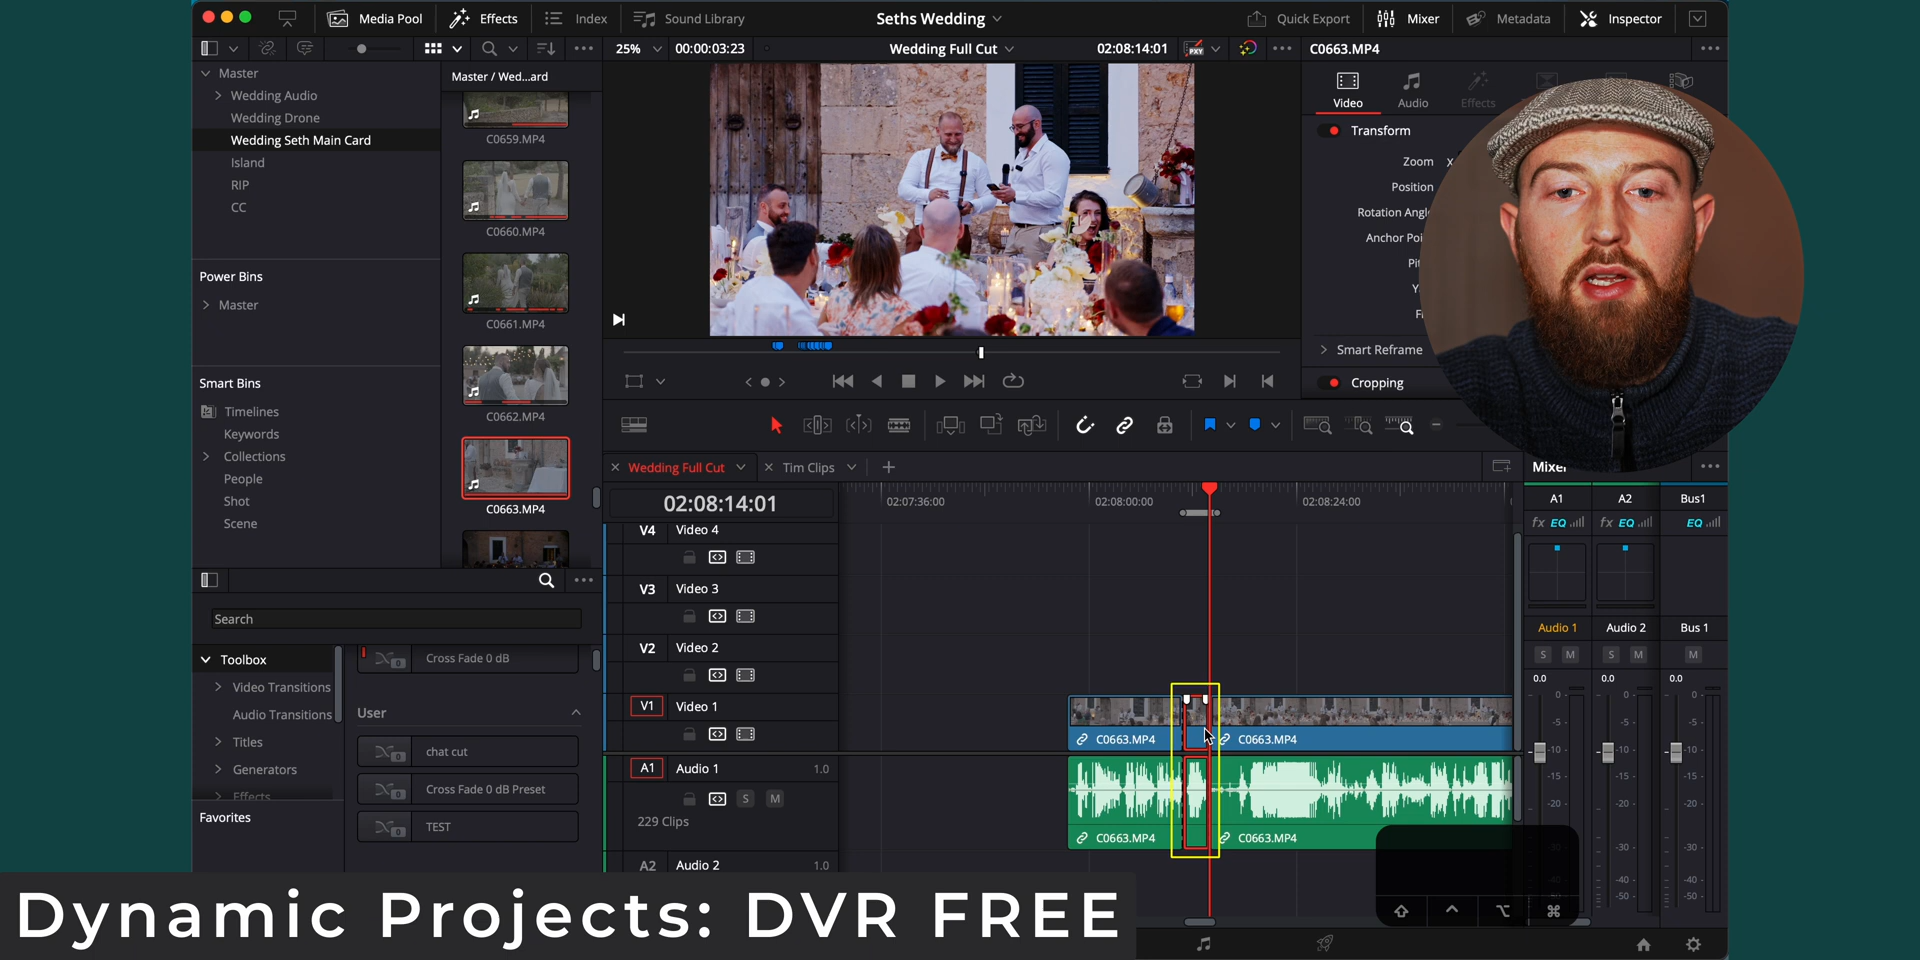 Media Pool
Effects
Index
Sound Library
Seths Wedding
Quick Export
Mixer
Metadata
Inspector
25%
00:00:03:23
Wedding Full Cut
02:08:14:01
PXY
C0663.MP4
Master
Wedding Audio
Wedding Drone
Wedding Seth Main Card
Island
RIP
CC
Power Bins
Master
Smart Bins
Timelines
Keywords
Collections
People
Shot
Scene
Master / Wed...ard
C0659.MP4
C0660.MP4
C0661.MP4
C0662.MP4
C0663.MP4
Video
Audio
Effects
Transform
Zoom X
Position
Rotation Angle
Anchor Poi
Pit
Y
Fl
Smart Reframe
Cropping
Wedding Full Cut
Tim Clips
02:08:14:01
02:07:36:00
02:08:00:00
02:08:24:00
V4 Video 4
V3 Video 3
V2 Video 2
V1 Video 1
A1 Audio 1 1.0
S M
229 Clips
A2 Audio 2 1.0
C0663.MP4
C0663.MP4
C0663.MP4
C0663.MP4
Mixer
A1 A2 Bus1
fx EQ fx EQ EQ
Audio 1 Audio 2 Bus 1
S M S M M
0.0 0.0 0.0
0- 0- 0-
-5- -5- -5-
-10- -10- -10-
-15- -15- -15-
-20- -20- -20-
-30- -30- -30-
-40- -40- -40-
-50- -50- -50-
Search
Toolbox
Video Transitions
Audio Transitions
Titles
Generators
Effects
Favorites
Cross Fade 0 dB
User
chat cut
Cross Fade 0 dB Preset
TEST
Dynamic Projects: DVR FREE